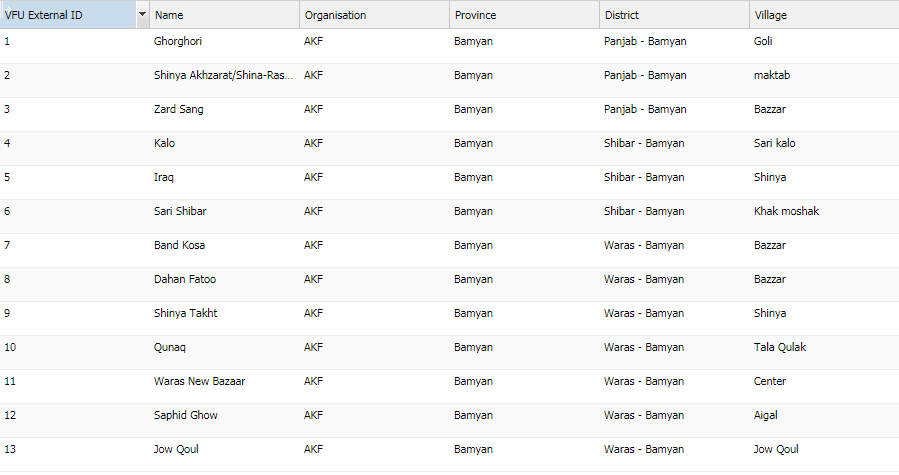 VFU External ID Name Organisation Province District Village
1 Ghorghori AKF Bamyan Panjab - Bamyan Goli
2 Shinya Akhzarat/Shina-Ras... AKF Bamyan Panjab - Bamyan maktab
3 Zard Sang AKF Bamyan Panjab - Bamyan Bazzar
4 Kalo AKF Bamyan Shibar - Bamyan Sari kalo
5 Iraq AKF Bamyan Shibar - Bamyan Shinya
6 Sari Shibar AKF Bamyan Shibar - Bamyan Khak moshak
7 Band Kosa AKF Bamyan Waras - Bamyan Bazzar
8 Dahan Fatoo AKF Bamyan Waras - Bamyan Bazzar
9 Shinya Takht AKF Bamyan Waras - Bamyan Shinya
10 Qunaq AKF Bamyan Waras - Bamyan Tala Qulak
11 Waras New Bazaar AKF Bamyan Waras - Bamyan Center
12 Saphid Ghow AKF Bamyan Waras - Bamyan Aigal
13 Jow Qoul AKF Bamyan Waras - Bamyan Jow Qoul